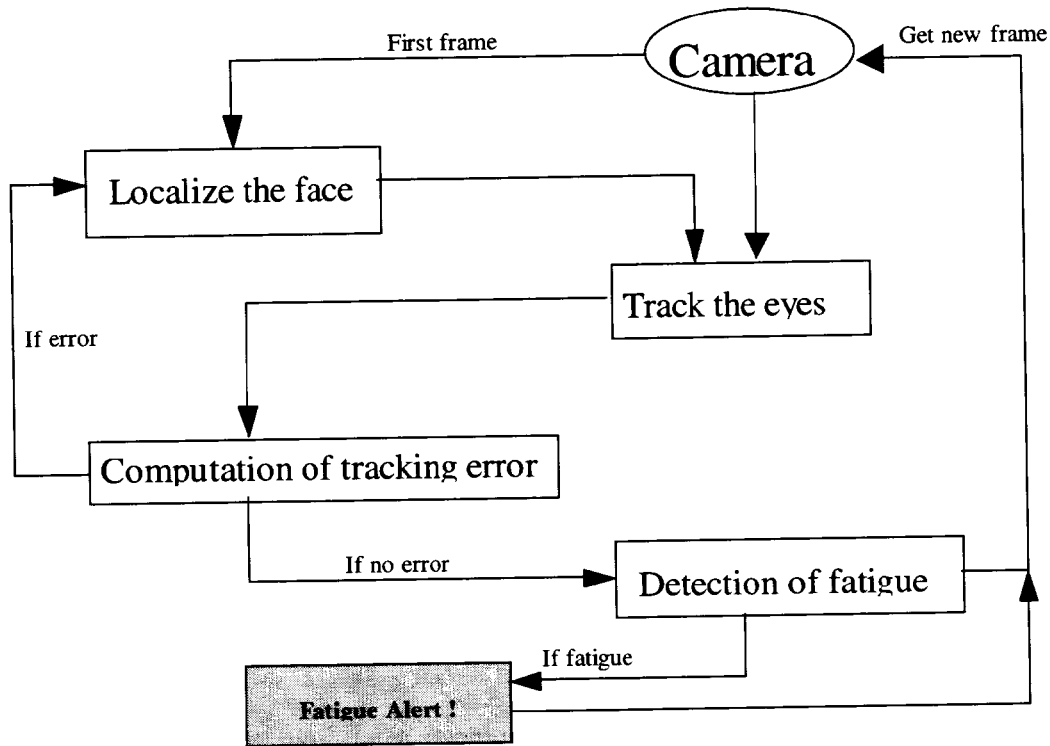 First frame
Camera
Get new frame
Localize the face
Track the eyes
If error
Computation of tracking error
If no error
Detection of fatigue
If fatigue
Fatigue Alert !